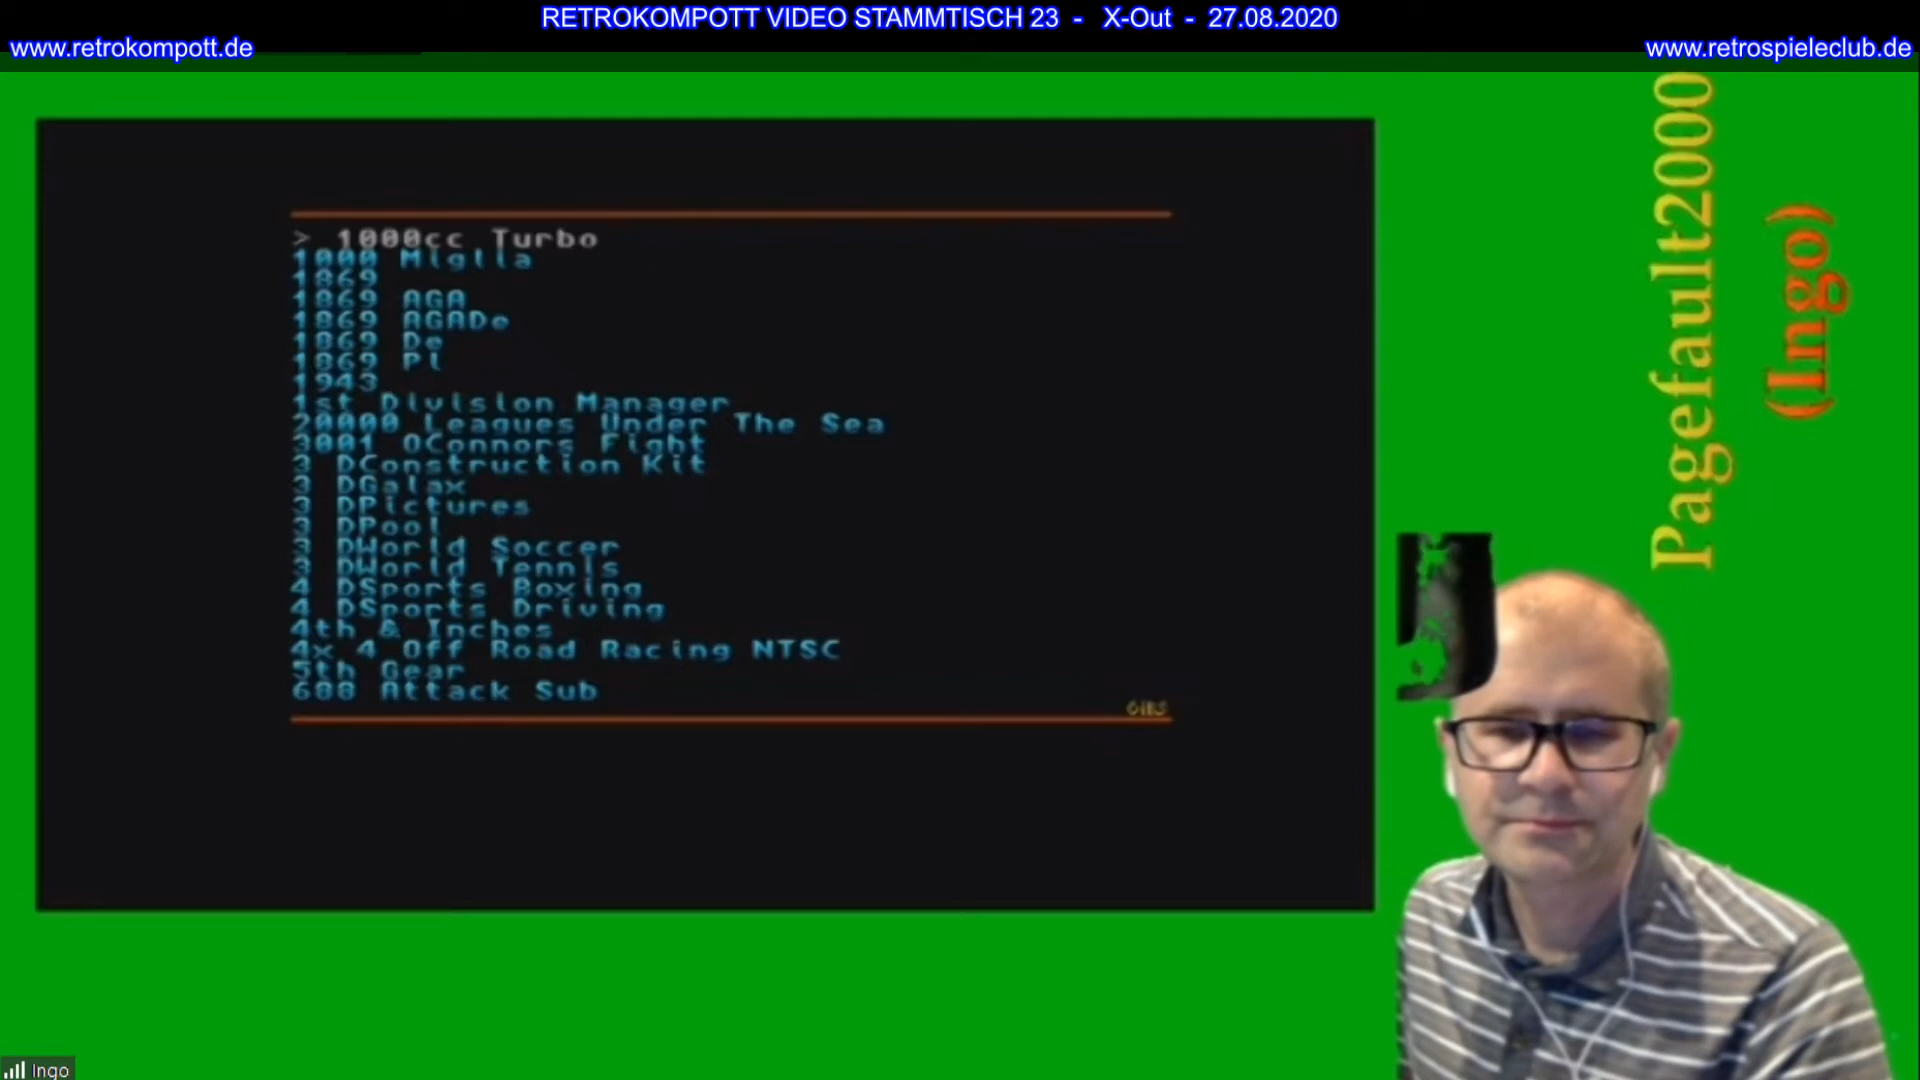 RETROKOMPOTT VIDEO STAMMTISCH 23 - X-Out - 27.08.2020
www.retrokompott.de
www.retrospieleclub.de
> 1000cc Turbo
1000 Miglia
1869
1869 AGA
1869 AGADe
1869 De
1869 Pl
1943
1st Division Manager
20000 Leagues Under The Sea
3001 OConnors Fight
3 DConstruction Kit
3 DGalax
3 DPictures
3 DPool
3 DWorld Soccer
3 DWorld Tennis
4 DSports Boxing
4 DSports Driving
4th & Inches
4x 4 Off Road Racing NTSC
5th Gear
688 Attack Sub
Pagefault2000
(Ingo)
Ingo